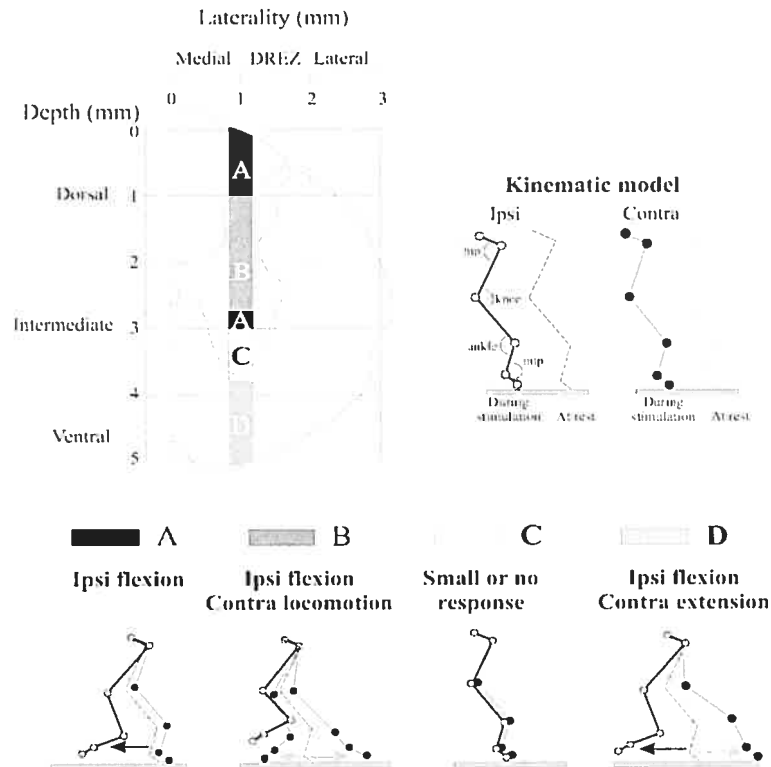 Laterality (mm)
Medial DREZ Lateral
0 1 2 3
Depth (mm)
0
A
Dorsal 1
B
2
A
Intermediate 3
C
4
D
Ventral
5
Kinematic model
Ipsi Contra
hip
knee
ankle
mp
During stimulation At rest
During stimulation At rest
A B C D
Ipsi flexion
Ipsi flexion
Contra locomotion
Small or no
response
Ipsi flexion
Contra extension